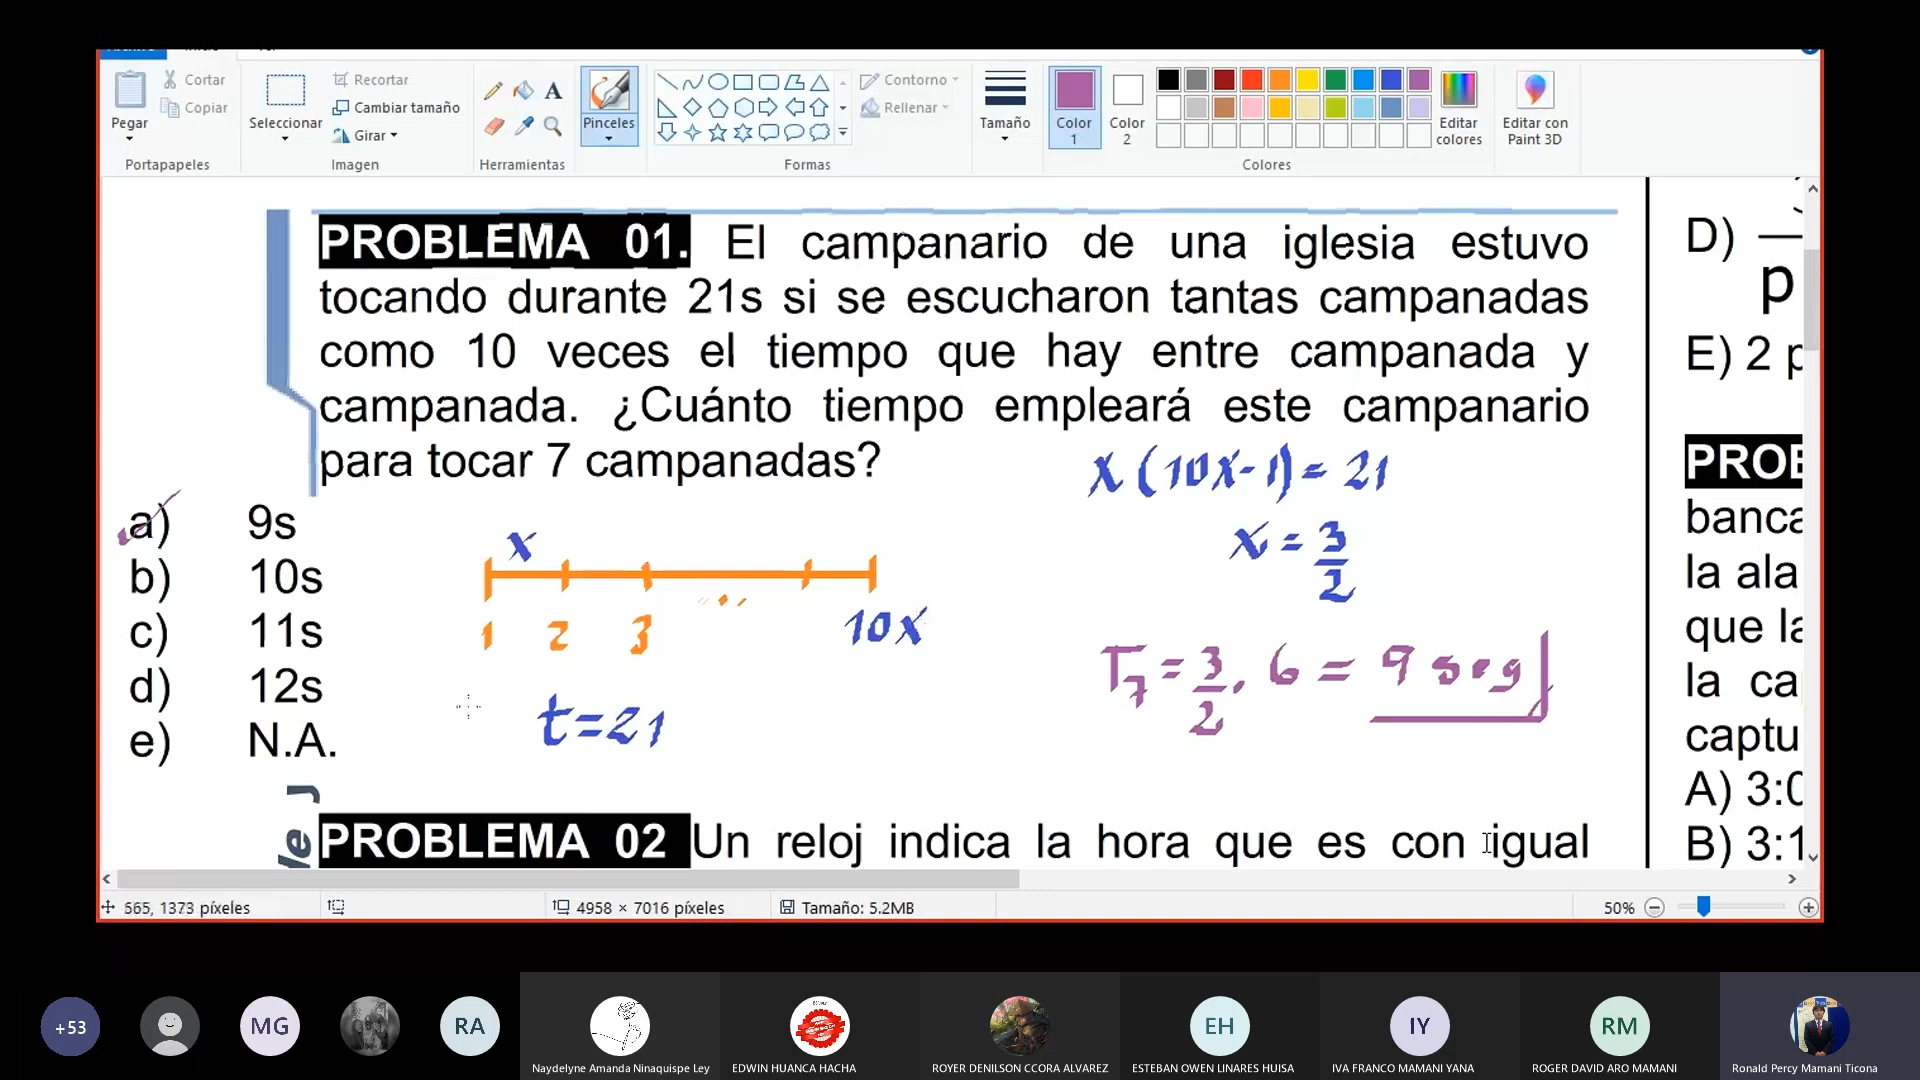 Cortar
Copiar
Pegar
Portapapeles
Seleccionar
Recortar
Cambiar tamaño
Girar
Imagen
A
Herramientas
Pinceles
Formas
Contorno
Rellenar
Tamaño
Color
1
Color
2
Editar
colores
Colores
Editar con
Paint 3D
PROBLEMA 01. El campanario de una iglesia estuvo
tocando durante 21s si se escucharon tantas campanadas
como 10 veces el tiempo que hay entre campanada y
campanada. ¿Cuánto tiempo empleará este campanario
para tocar 7 campanadas?
a) 9s
b) 10s
c) 11s
d) 12s
e) N.A.
x
1 2 3 10x
t=21
x(10x-1)=21
x=3/2
T7=3/2.6=9seg
PROBLEMA 02 Un reloj indica la hora que es con igual
D)
p
E) 2 p
PROB
banca
la ala
que la
la ca
captu
A) 3:0
B) 3:1
565, 1373 píxeles
4958 × 7016 píxeles
Tamaño: 5.2MB
50%
+53
MG
RA
Naydelyne Amanda Ninaquispe Ley
EDWIN HUANCA HACHA
ROYER DENILSON CCORA ALVAREZ
EH
ESTEBAN OWEN LINARES HUISA
IY
IVA FRANCO MAMANI YANA
RM
ROGER DAVID ARO MAMANI
Ronald Percy Mamani Ticona